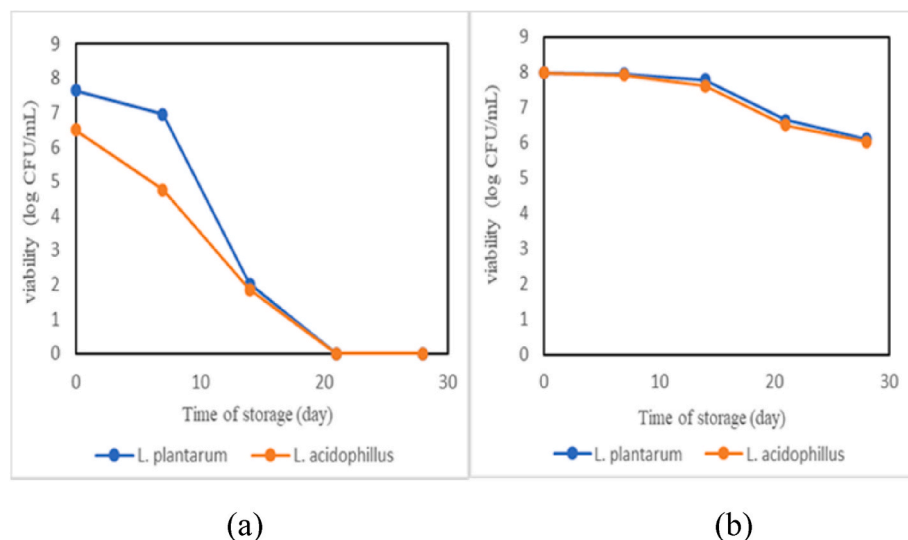 9
8
7
6
5
4
3
2
1
0
viability (log CFU/mL)
0 10 20 30
Time of storage (day)
L. plantarum L. acidophillus
(a)
9
8
7
6
5
4
3
2
1
0
viability (log CFU/mL)
0 10 20 30
Time of storage (day)
L. plantarum L. acidophillus
(b)